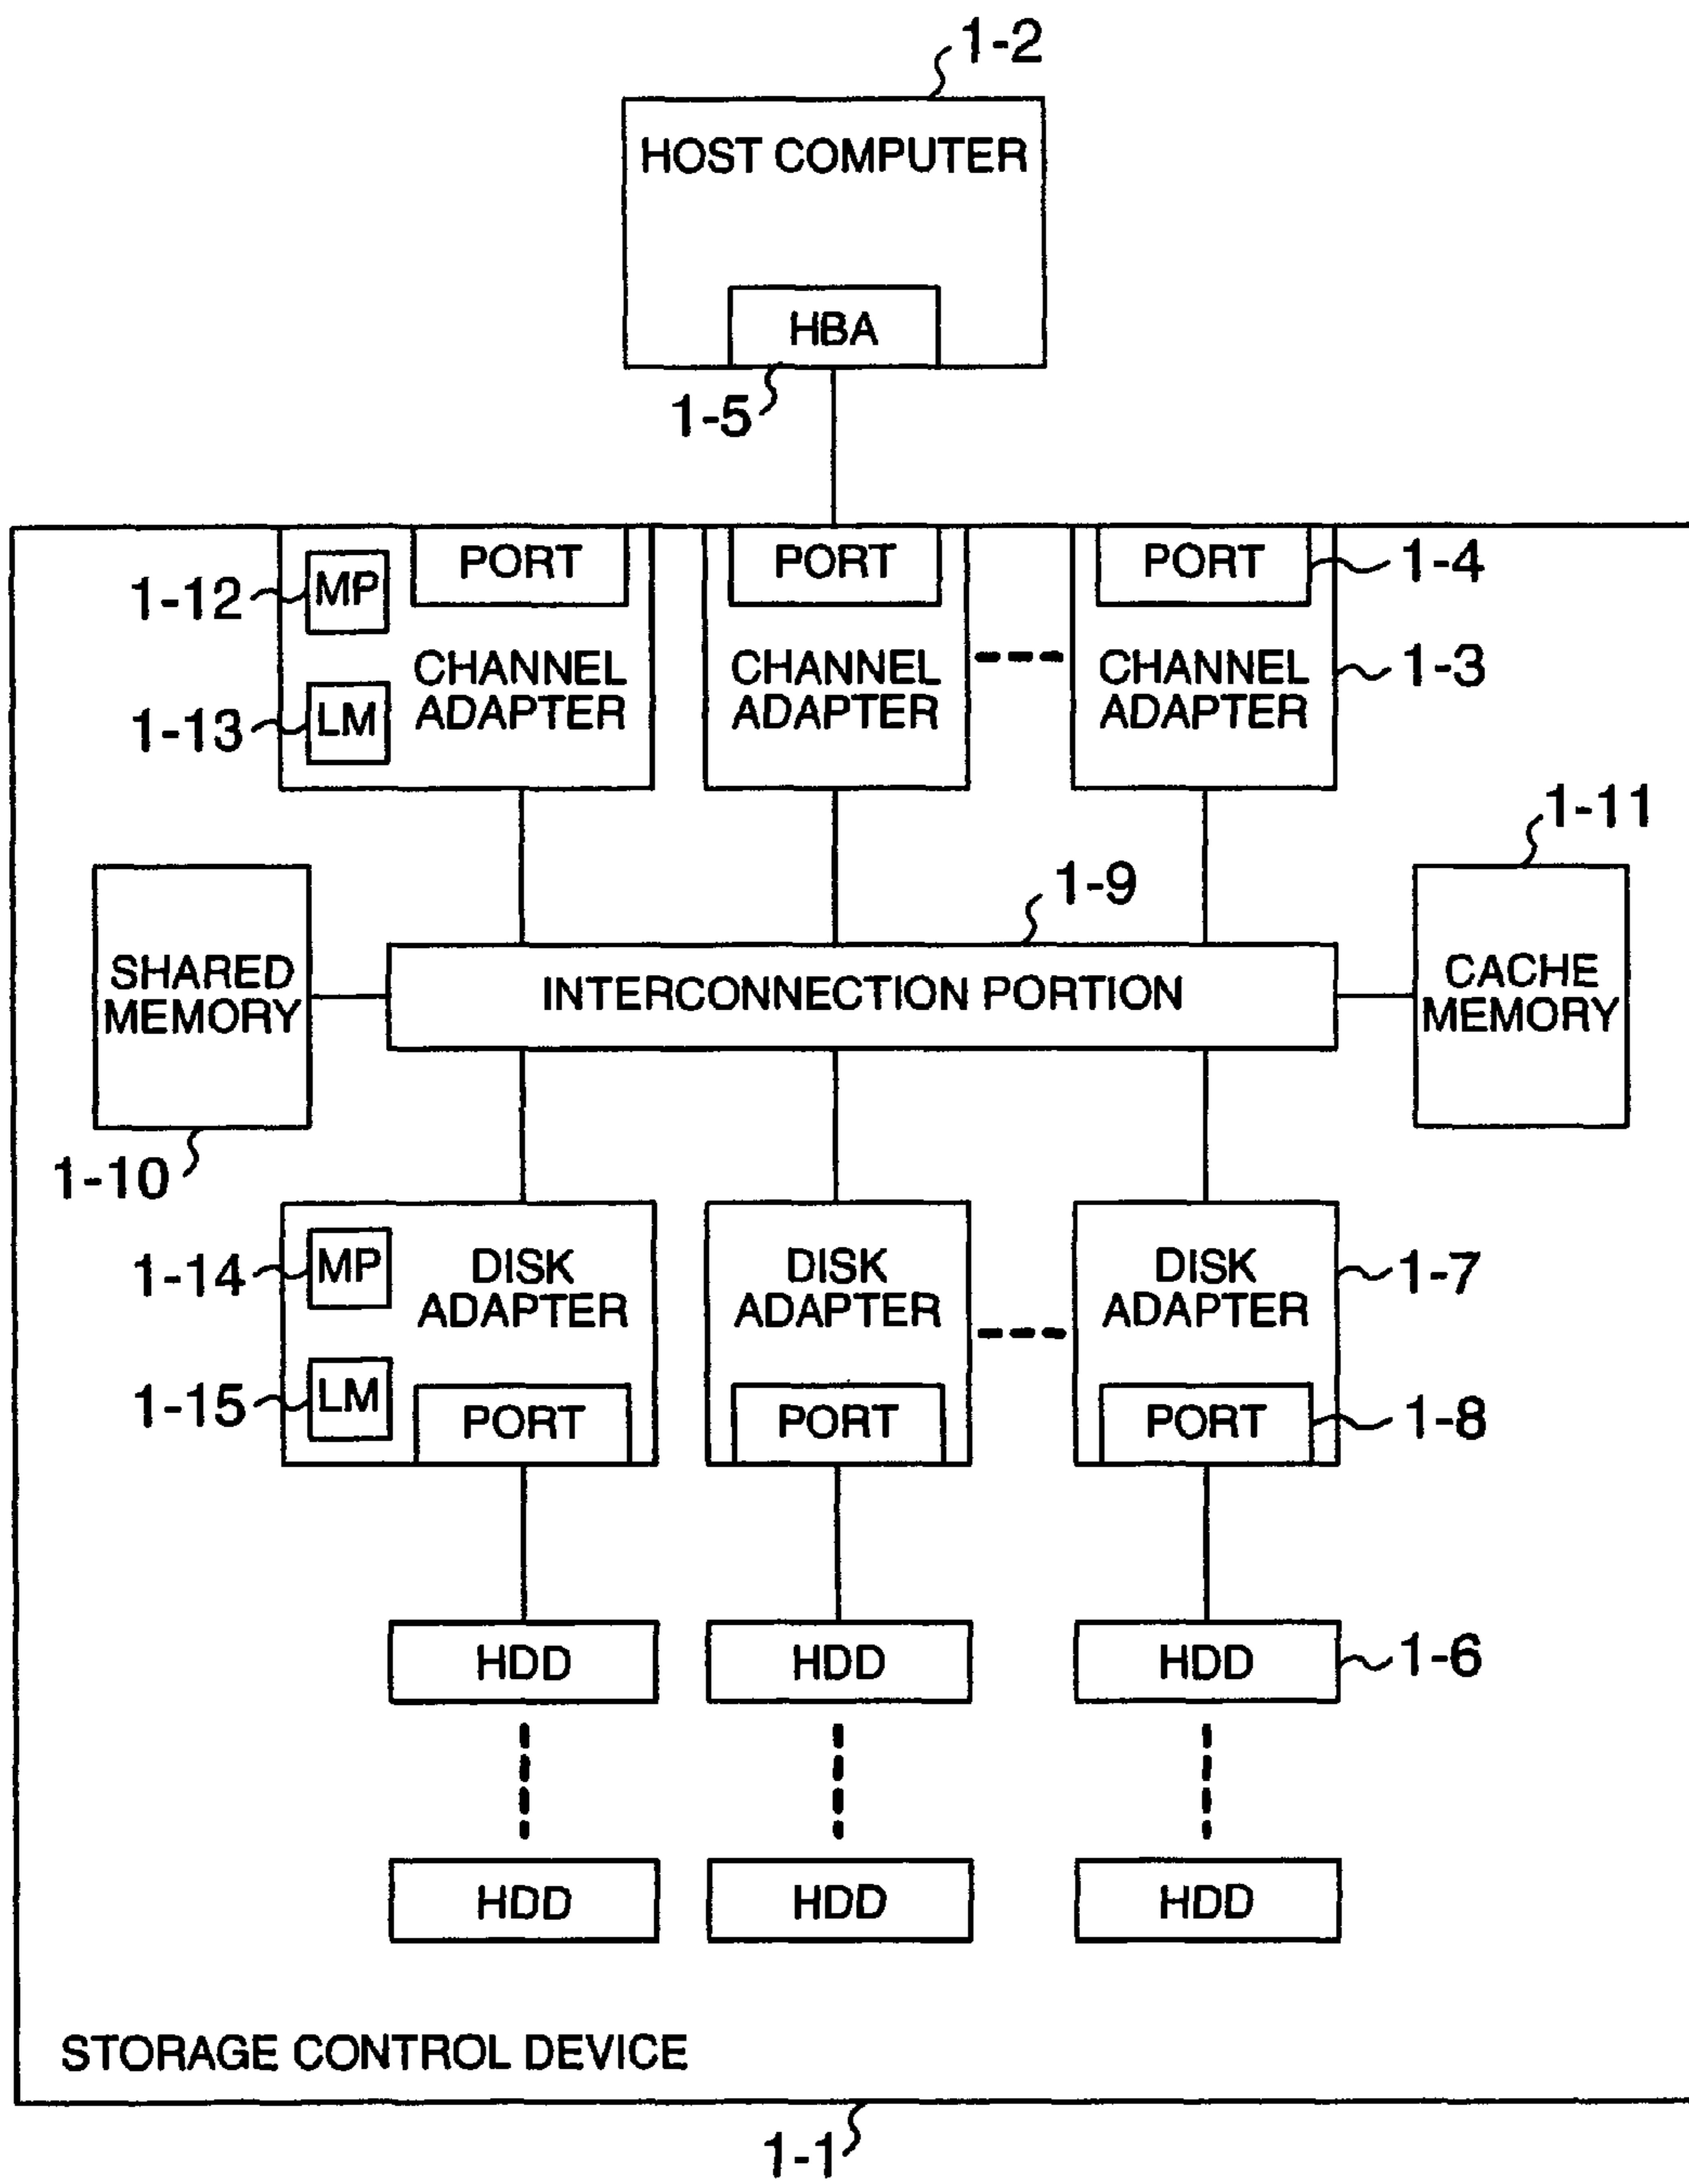 1-2
HOST COMPUTER
HBA
1-5
PORT
PORT
PORT
1-4
1-12
MP
CHANNEL
ADAPTER
CHANNEL
ADAPTER
CHANNEL
ADAPTER
1-3
1-13
LM
1-11
1-9
SHARED
MEMORY
INTERCONNECTION PORTION
CACHE
MEMORY
1-10
1-14
MP
DISK
ADAPTER
DISK
ADAPTER
DISK
ADAPTER
1-7
1-15
LM
PORT
PORT
PORT
1-8
HDD
HDD
HDD
1-6
HDD
HDD
HDD
STORAGE CONTROL DEVICE
1-1